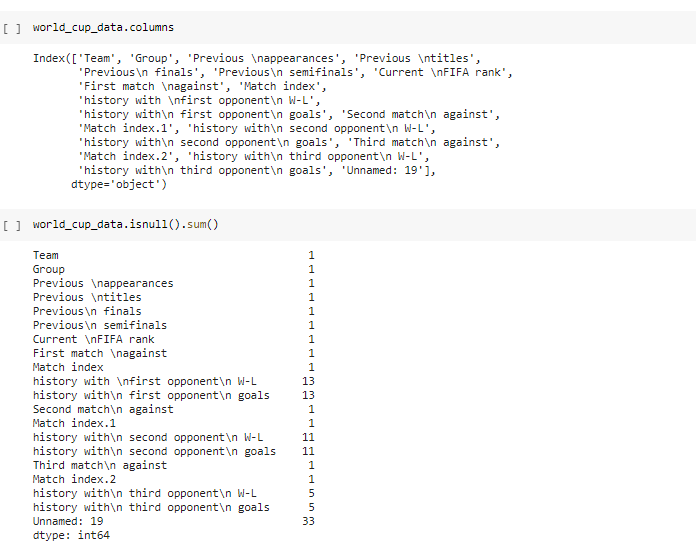 [ ] world_cup_data.columns
Index(['Team', 'Group', 'Previous \nappearances', 'Previous \ntitles',
'Previous\n finals', 'Previous\n semifinals', 'Current \nFIFA rank',
'First match \nagainst', 'Match index',
'history with \nfirst opponent\n W-L',
'history with\n first opponent\n goals', 'Second match\n against',
'Match index.1', 'history with\n second opponent\n W-L',
'history with\n second opponent\n goals', 'Third match\n against',
'Match index.2', 'history with\n third opponent\n W-L',
'history with\n third opponent\n goals', 'Unnamed: 19'],
dtype='object')
[ ] world_cup_data.isnull().sum()
Team 1
Group 1
Previous \nappearances 1
Previous \ntitles 1
Previous\n finals 1
Previous\n semifinals 1
Current \nFIFA rank 1
First match \nagainst 1
Match index 1
history with \nfirst opponent\n W-L 13
history with\n first opponent\n goals 13
Second match\n against 1
Match index.1 1
history with\n second opponent\n W-L 11
history with\n second opponent\n goals 11
Third match\n against 1
Match index.2 1
history with\n third opponent\n W-L 5
history with\n third opponent\n goals 5
Unnamed: 19 33
dtype: int64